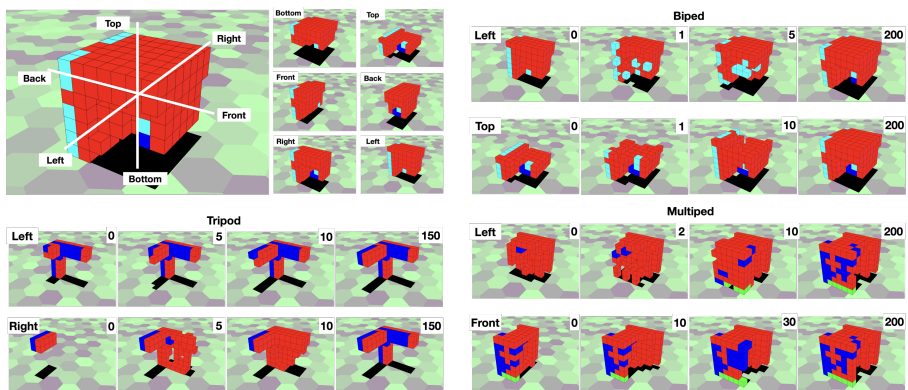 Top
Right
Back
Front
Left
Bottom
Bottom
Top
Front
Back
Right
Left
Biped
Left 0 1 5 200
Top 0 1 10 200
Tripod
Left 0 5 10 150
Right 0 5 10 150
Multiped
Left 0 2 10 200
Front 0 10 30 200